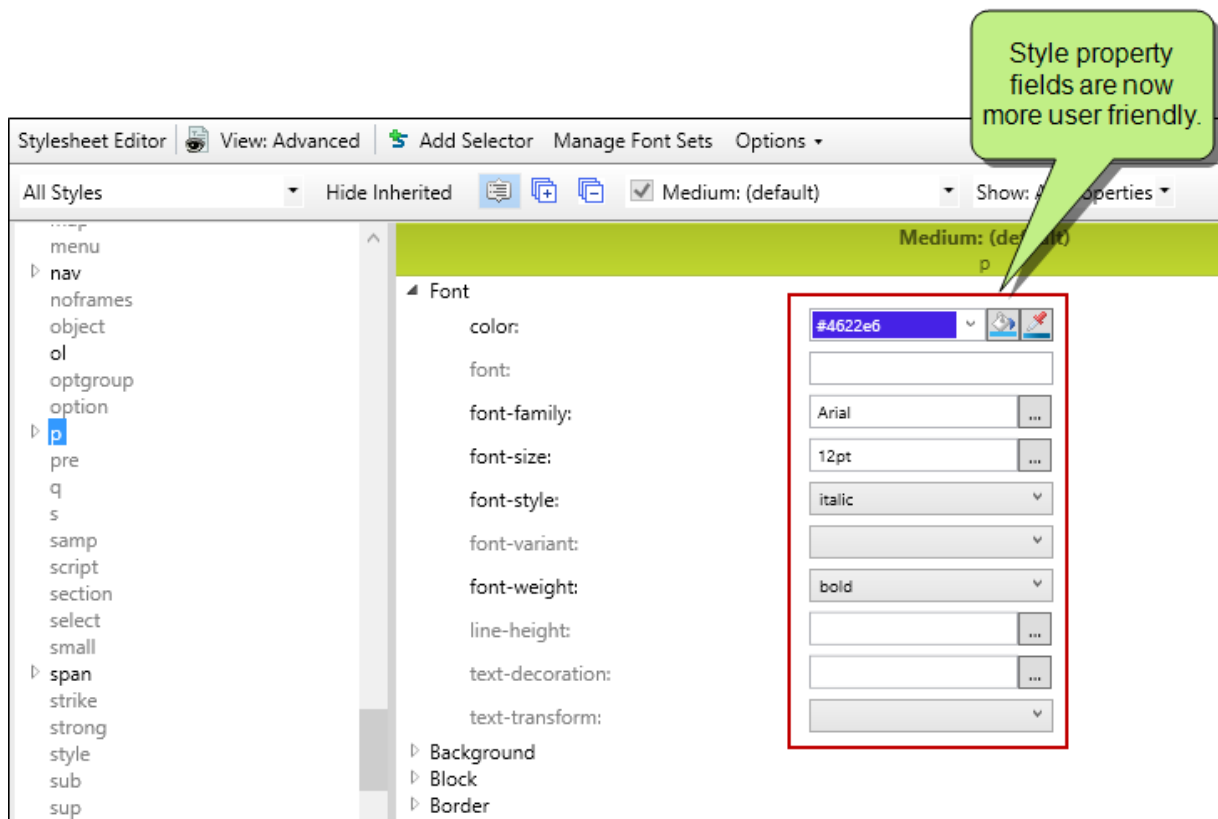 Style property
fields are now
more user friendly.
Stylesheet Editor View: Advanced Add Selector Manage Font Sets Options
All Styles Hide Inherited Medium: (default) Show:
Medium: (default)
p
menu
nav
noframes
object
ol
optgroup
option
p
pre
q
s
samp
script
section
select
small
span
strike
strong
style
sub
sup
Font
color: #4622e6
font:
font-family: Arial ...
font-size: 12pt ...
font-style: italic
font-variant:
font-weight: bold
line-height: ...
text-decoration: ...
text-transform:
Background
Block
Border